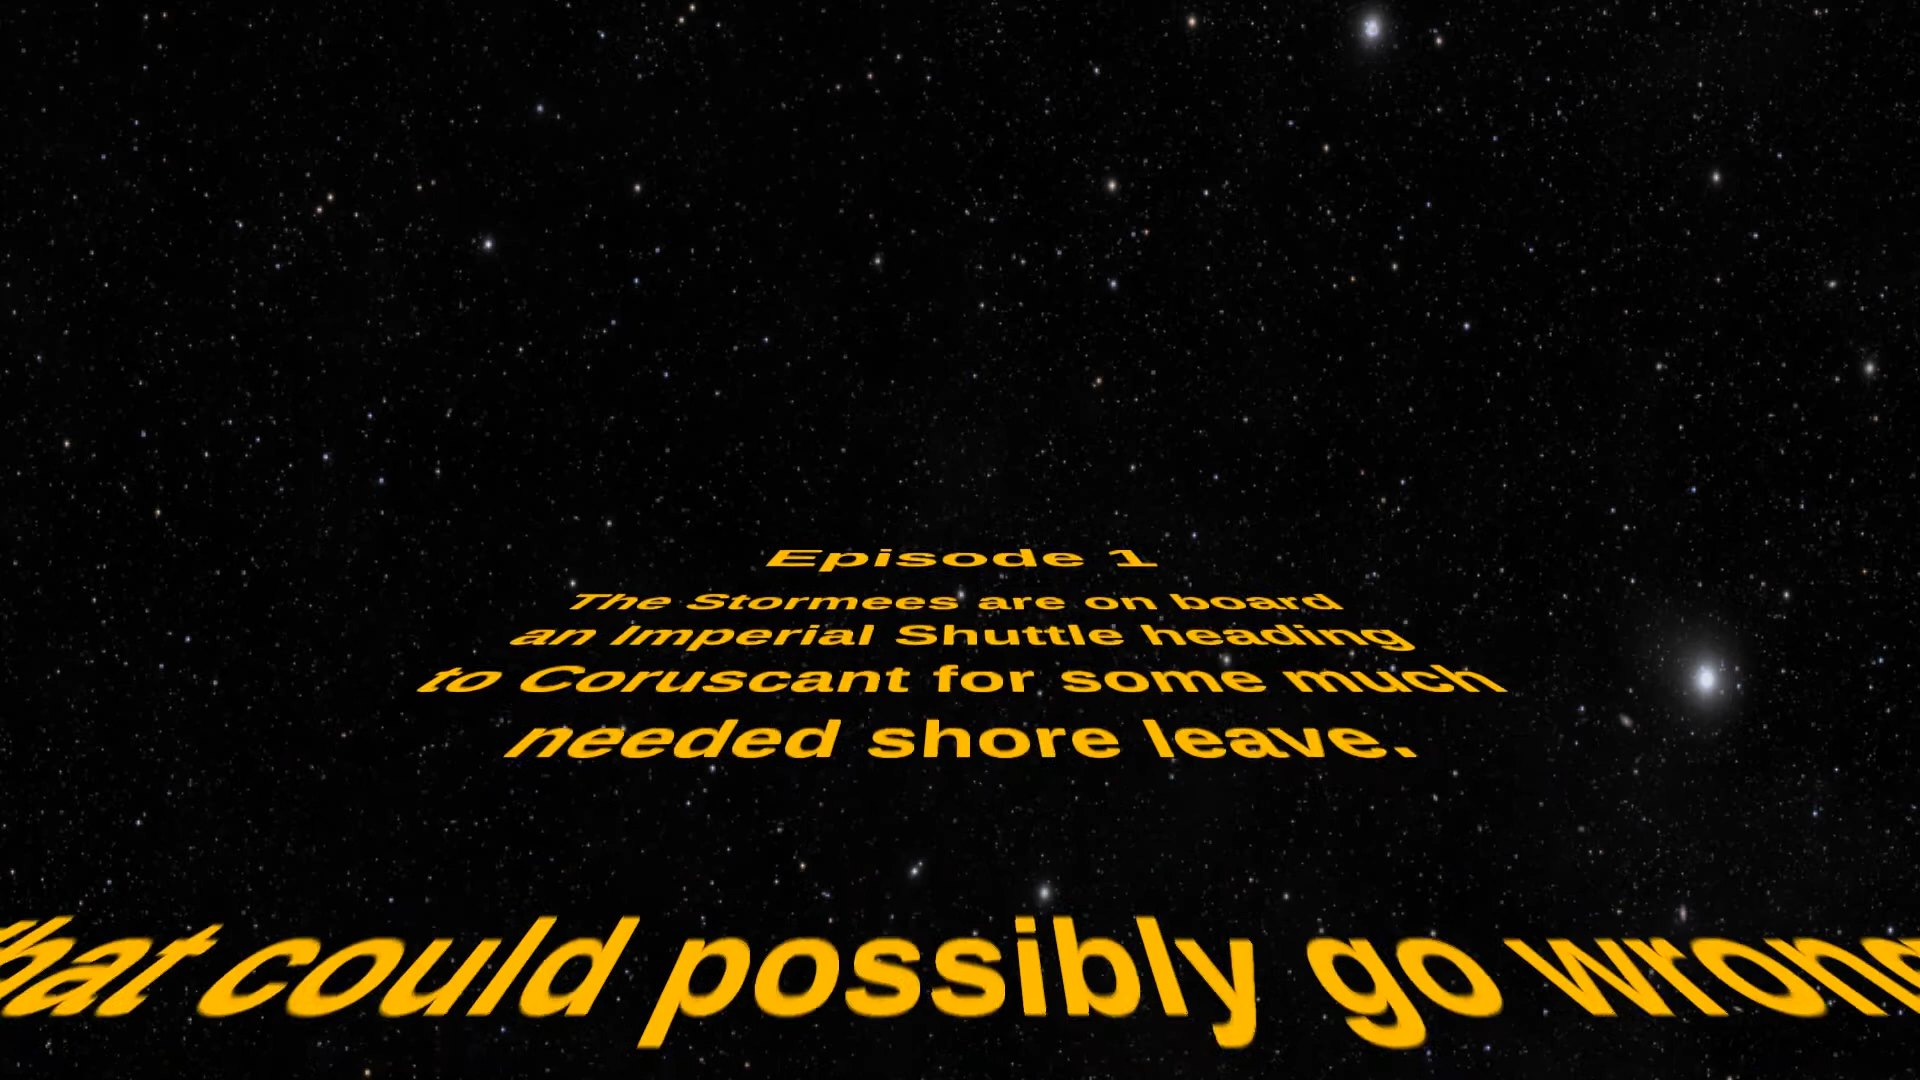 Episode 1
The Stormees are on board
an Imperial Shuttle heading
to Coruscant for some much
needed shore leave.
could possibly go